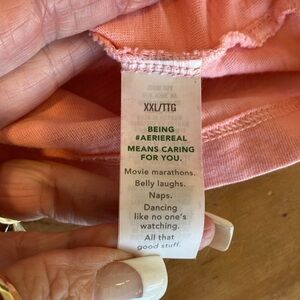 XXL/TTG
BEING
#AERIEREAL
MEANS CARING
FOR YOU.
Movie marathons.
Belly laughs.
Naps.
Dancing
like no one's
watching.
All that
good stuff.